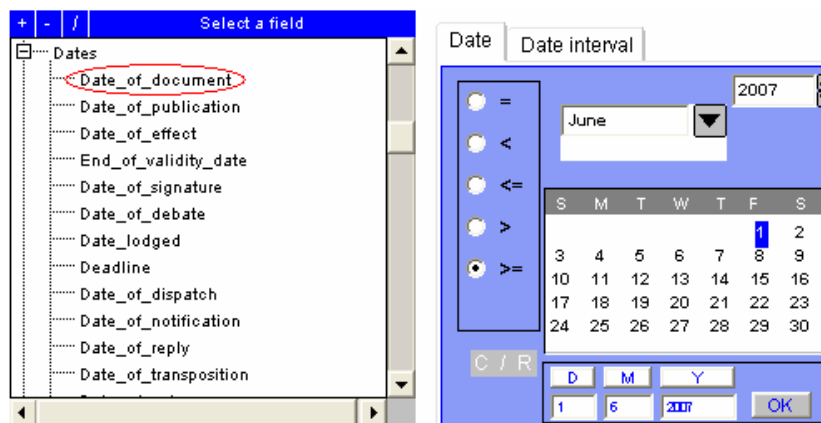 + - / Select a field
Dates
Date_of_document
Date_of_publication
Date_of_effect
End_of_validity_date
Date_of_signature
Date_of_debate
Date_lodged
Deadline
Date_of_dispatch
Date_of_notification
Date_of_reply
Date_of_transposition
Date Date interval
=
<
<=
>
>=
June
2007
S M T W T F S
1 2
3 4 5 6 7 8 9
10 11 12 13 14 15 16
17 18 19 20 21 22 23
24 25 26 27 28 29 30
C / R
D M Y
1 6 2007 OK